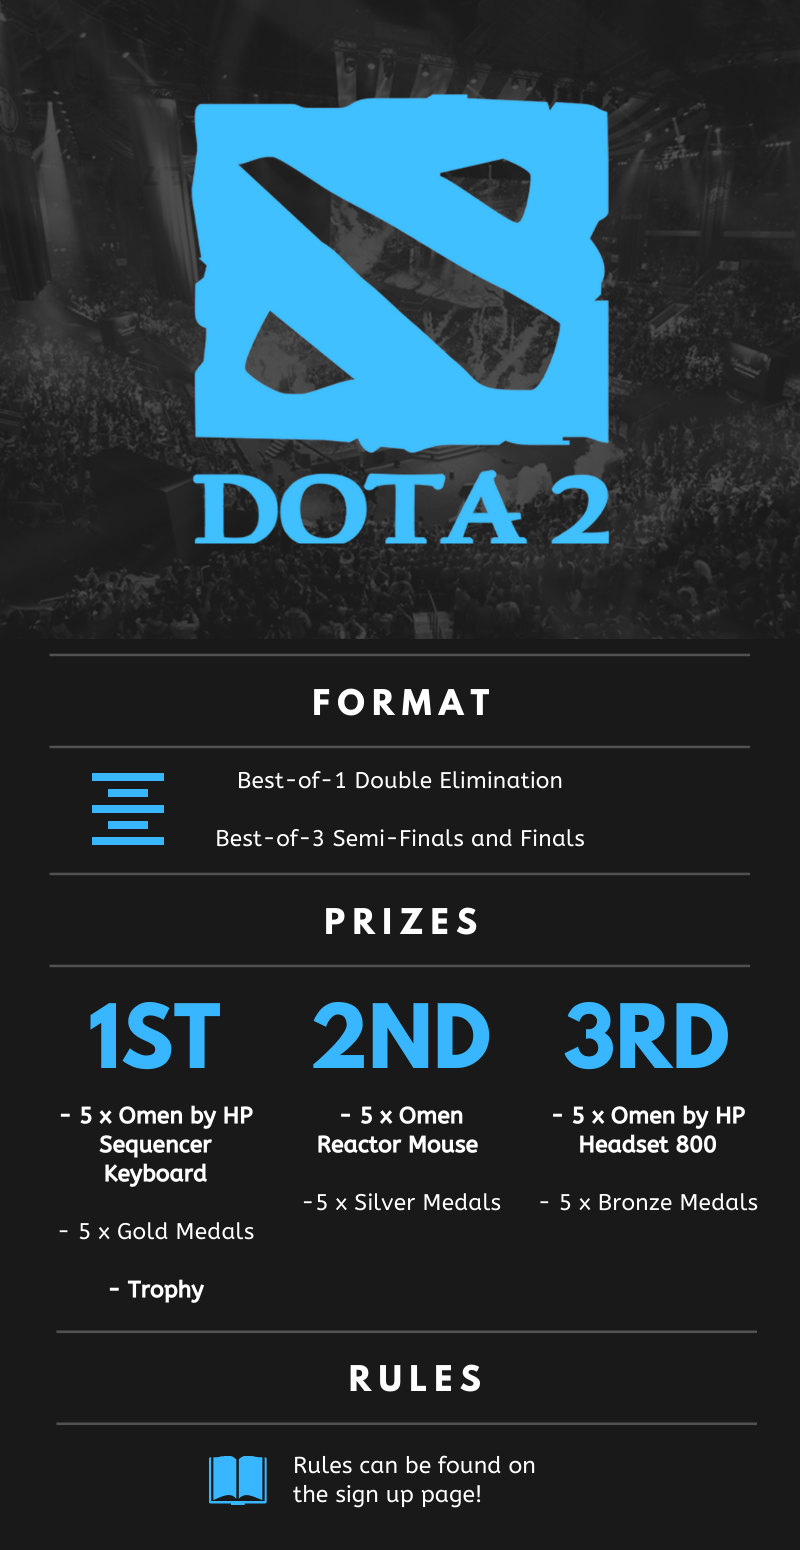 DOTA 2
FORMAT
Best-of-1 Double Elimination
Best-of-3 Semi-Finals and Finals
PRIZES
1ST
- 5 x Omen by HP
Sequencer
Keyboard
- 5 x Gold Medals
- Trophy
2ND
- 5 x Omen
Reactor Mouse
-5 x Silver Medals
3RD
- 5 x Omen by HP
Headset 800
- 5 x Bronze Medals
RULES
Rules can be found on
the sign up page!